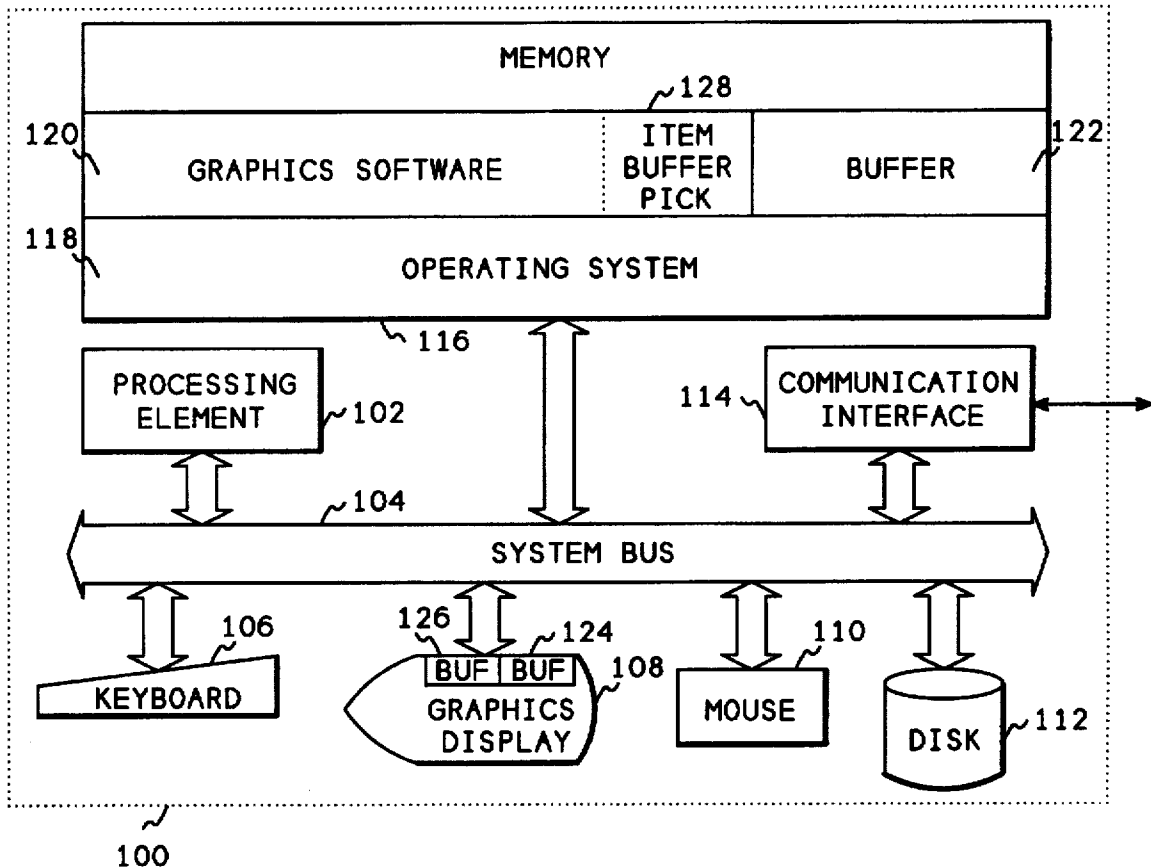 MEMORY
128
120
GRAPHICS SOFTWARE
ITEM
BUFFER
PICK
BUFFER
122
118
OPERATING SYSTEM
116
PROCESSING
ELEMENT
102
114
COMMUNICATION
INTERFACE
104
SYSTEM BUS
106
KEYBOARD
126
124
BUF
BUF
GRAPHICS
DISPLAY
108
110
MOUSE
DISK
112
100